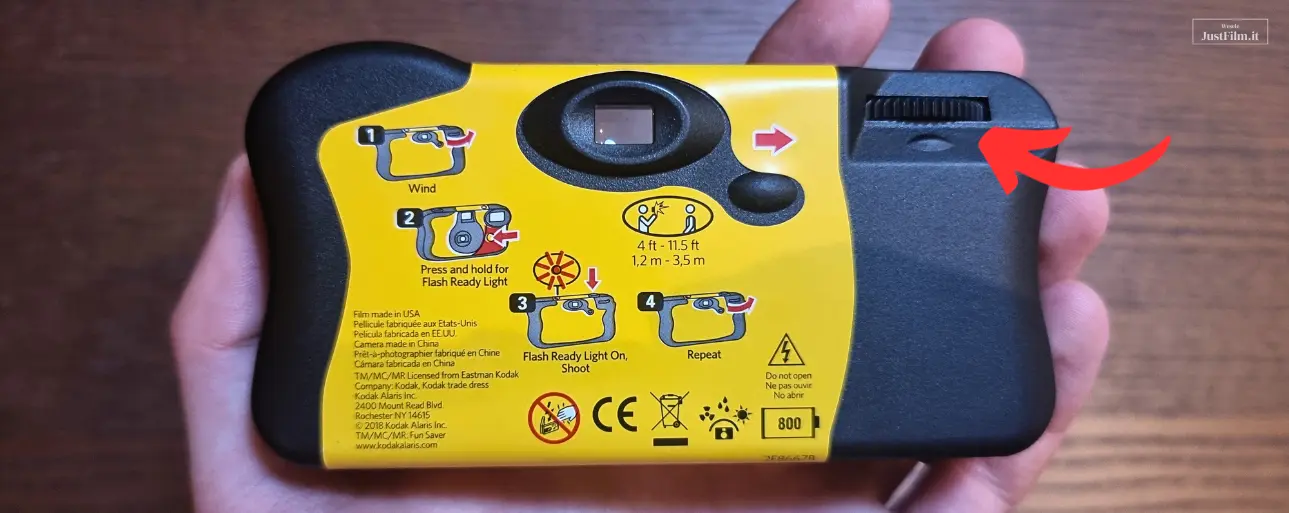 Wends
JustFilm.it
1
Wind
2
Press and hold for
Flash Ready Light
4 ft - 11.5 ft
1,2 m - 3,5 m
3
Flash Ready Light On,
Shoot
4
Repeat
Film made in USA
Pellicule fabriquée aux Etats-Unis
Película fabricada en EE.UU.
Camera made in China
Prêt-à-photographier fabriqué en Chine
Cámara fabricada en China
TM/MC/MR Licensed from Eastman Kodak
Company: Kodak, Kodak trade dress
Kodak Alaris Inc.
2400 Mount Read Blvd.
Rochester NY 14615
© 2018 Kodak Alaris Inc.
TM/MC/MR: Fun Saver
www.kodakalaris.com
Do not open
Ne pas ouvrir
No abrir
CE
800